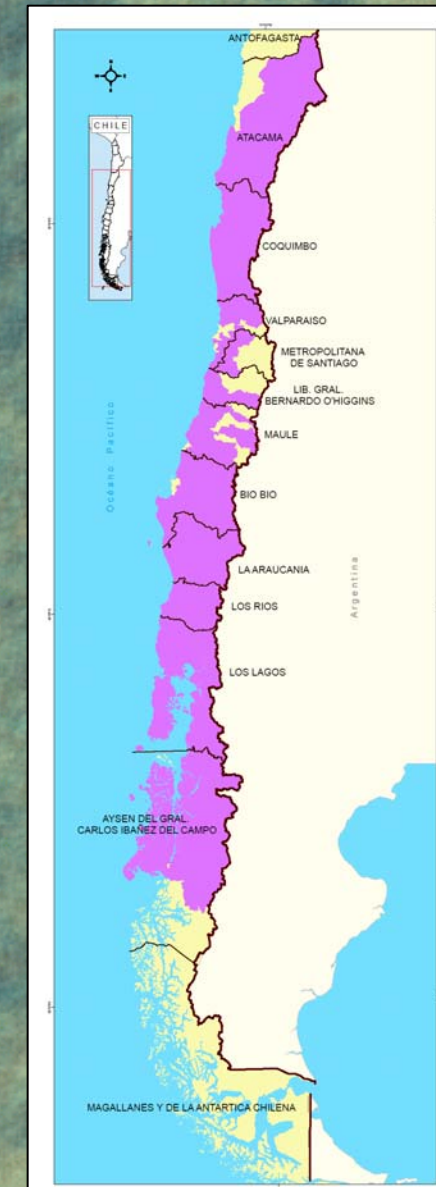 ANTOFAGASTA
CHILE
ATACAMA
COQUIMBO
VALPARAISO
METROPOLITANA
DE SANTIAGO
LIB. GRAL.
BERNARDO O'HIGGINS
MAULE
Océano Pacífico
BIO BIO
LA ARAUCANIA
Argentina
LOS RIOS
LOS LAGOS
AYSEN DEL GRAL.
CARLOS IBAÑEZ DEL CAMPO
MAGALLANES Y DE LA ANTARTICA CHILENA